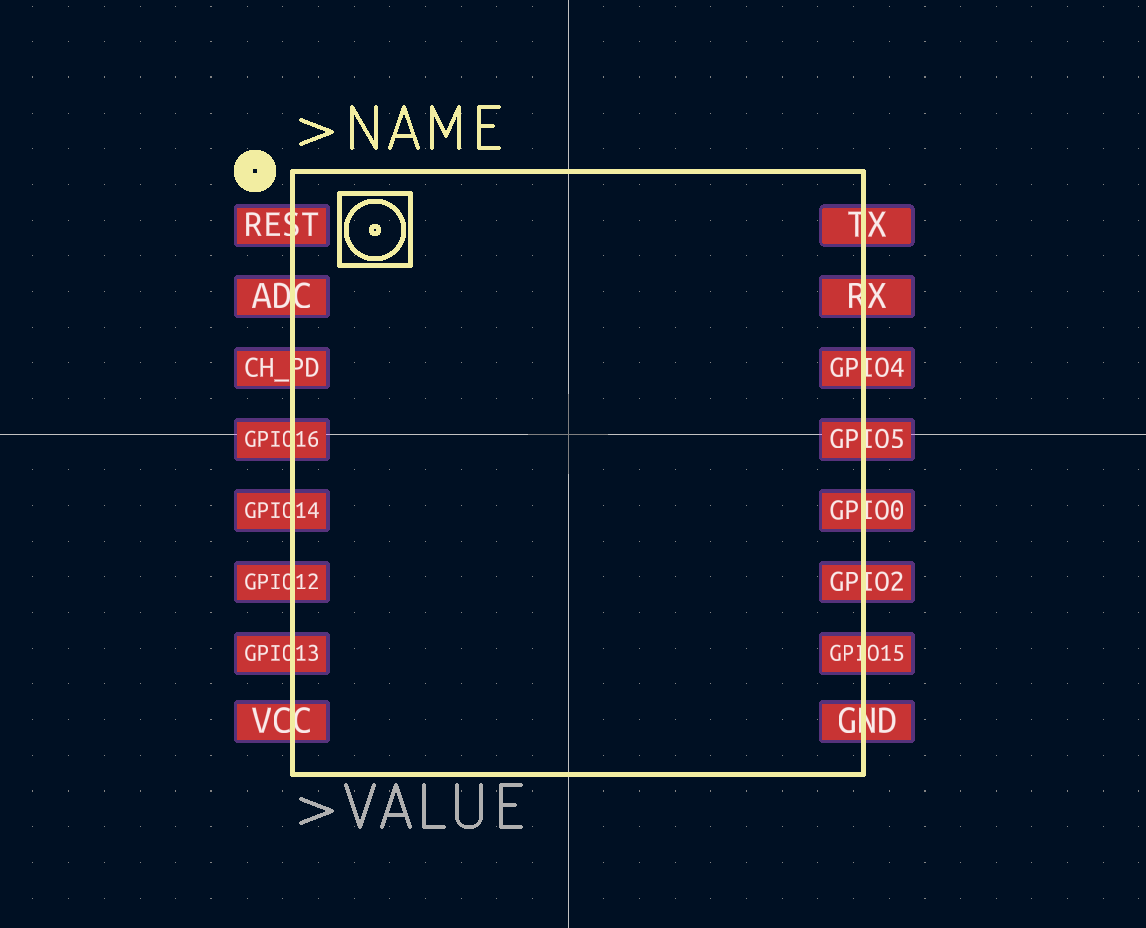 >NAME
REST TX
ADC RX
CH_PD GPIO4
GPIO16 GPIO5
GPIO14 GPIO0
GPIO12 GPIO2
GPIO13 GPIO15
VCC GND
>VALUE